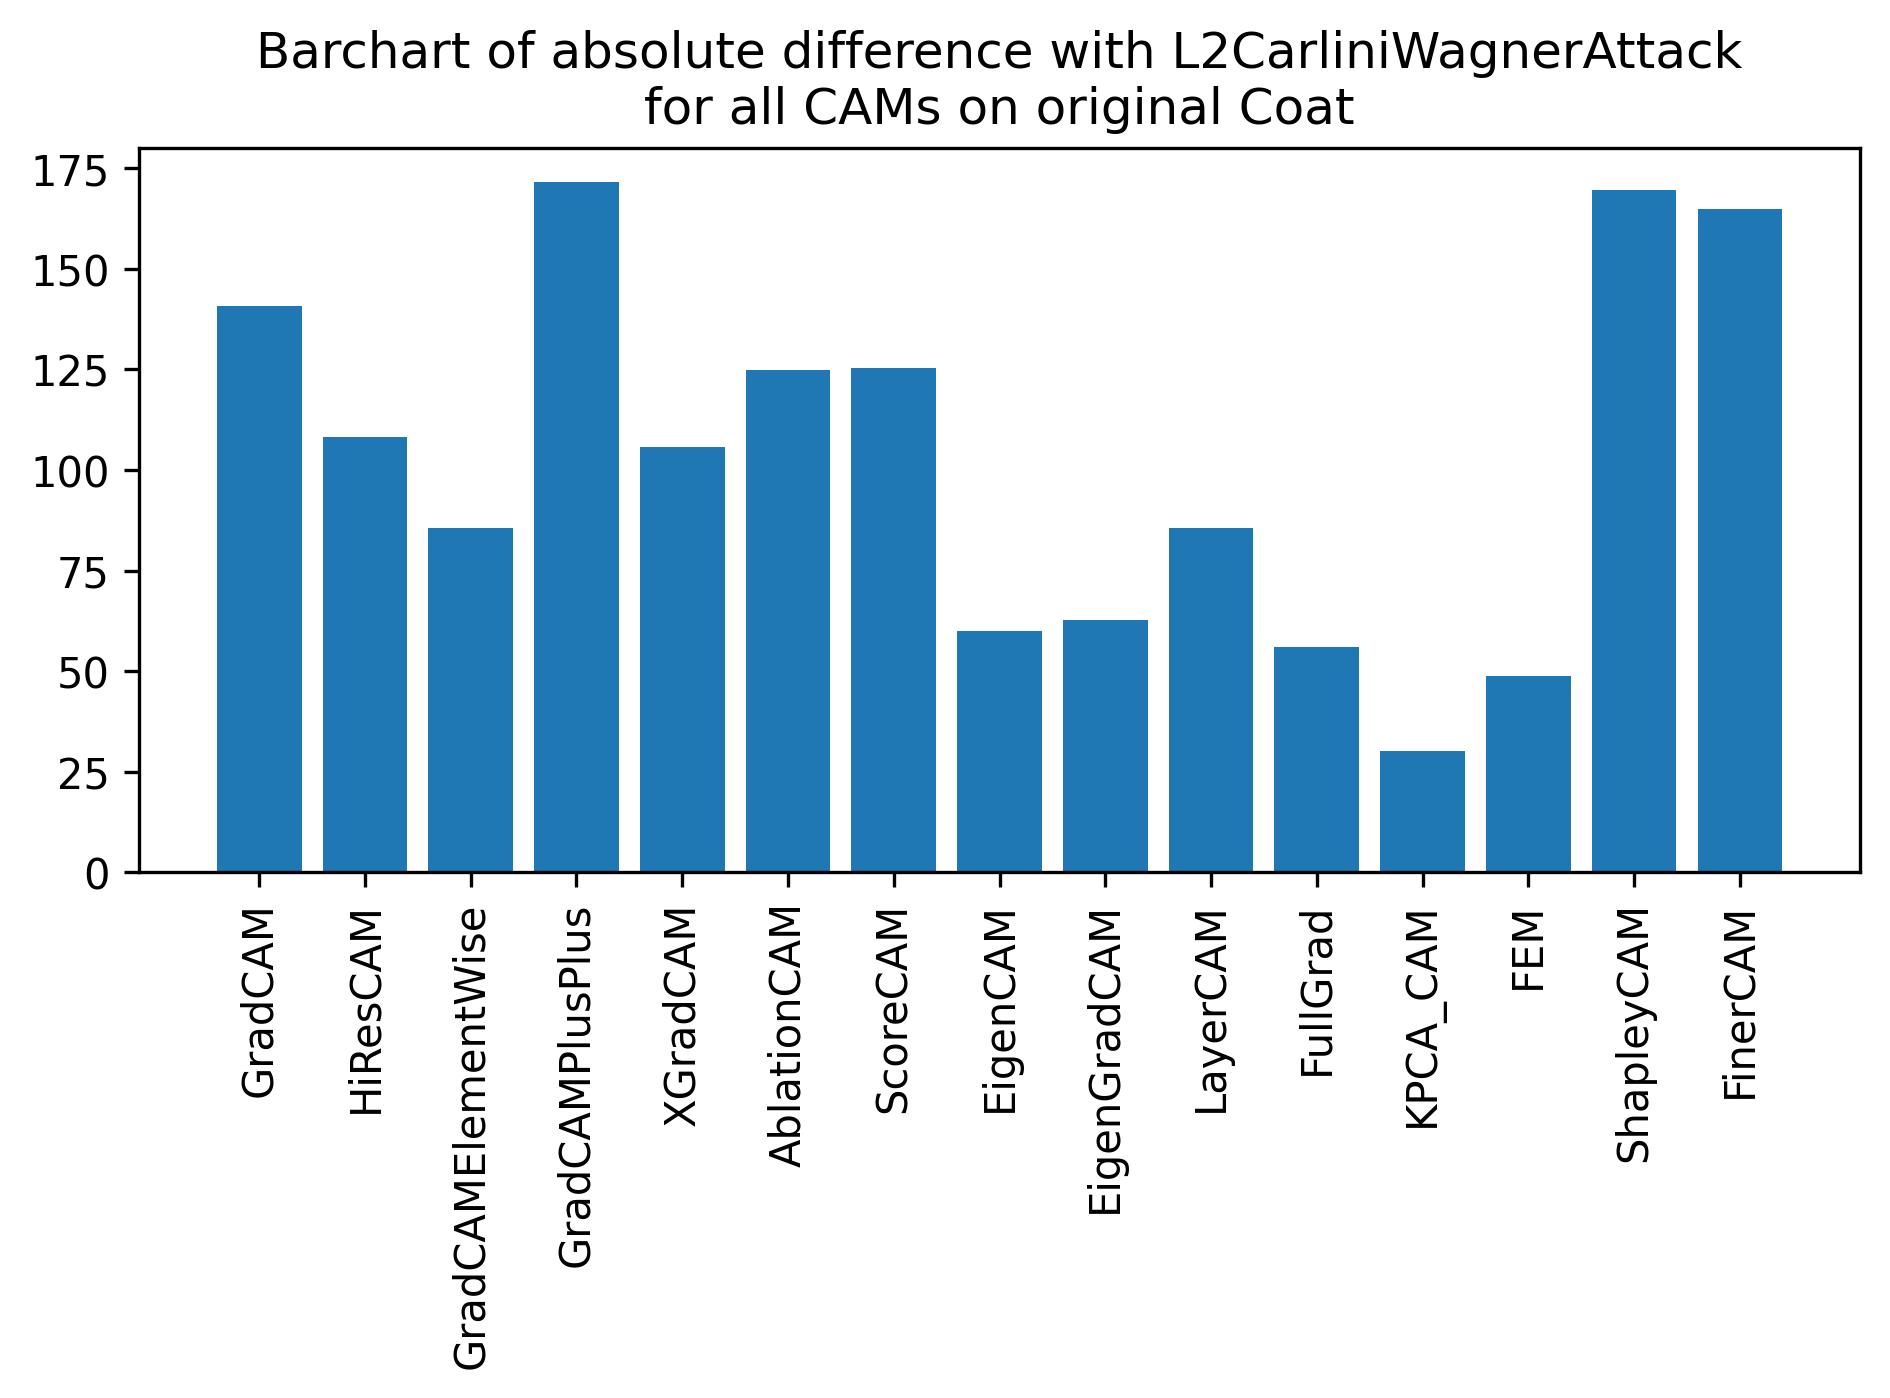 Barchart of absolute difference with L2CarliniWagnerAttack
for all CAMs on original Coat
175
150
125
100
75
50
25
0
GradCAM
HiResCAM
GradCAMElementWise
GradCAMPlusPlus
XGradCAM
AblationCAM
ScoreCAM
EigenCAM
EigenGradCAM
LayerCAM
FullGrad
KPCA_CAM
FEM
ShapleyCAM
FinerCAM